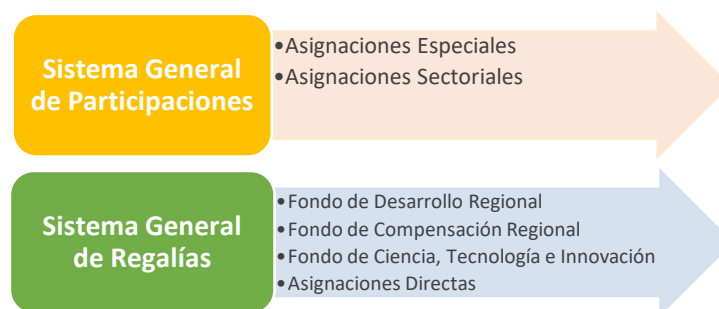 Sistema General
de Participaciones
•Asignaciones Especiales
•Asignaciones Sectoriales
Sistema General
de Regalías
•Fondo de Desarrollo Regional
•Fondo de Compensación Regional
•Fondo de Ciencia, Tecnología e Innovación
•Asignaciones Directas